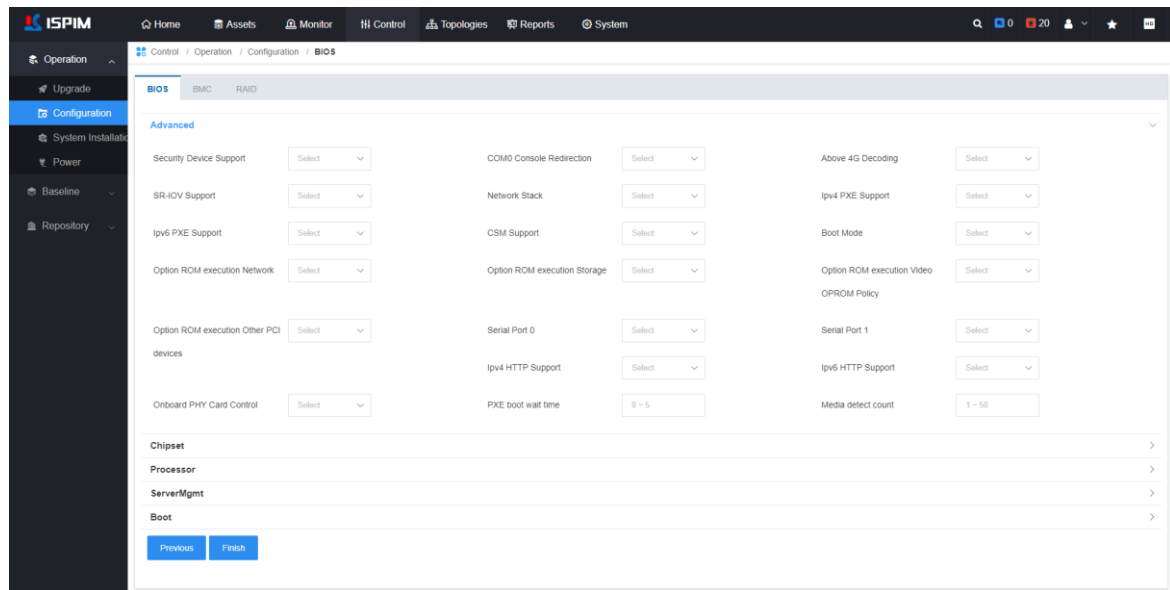 ISPIM
Home Assets Monitor Control Topologies Reports System 0 20
Operation
Upgrade
Configuration
System Installatio
Power
Baseline
Repository
Control / Operation / Configuration / BIOS
BIOS BMC RAID
Advanced
Security Device Support Select COM0 Console Redirection Select Above 4G Decoding Select
SR-IOV Support Select Network Stack Select Ipv4 PXE Support Select
Ipv6 PXE Support Select CSM Support Select Boot Mode Select
Option ROM execution Network Select Option ROM execution Storage Select Option ROM execution Video Select
OPROM Policy
Option ROM execution Other PCI Select Serial Port 0 Select Serial Port 1 Select
devices
Ipv4 HTTP Support Select Ipv6 HTTP Support Select
Onboard PHY Card Control Select PXE boot wait time 0 ~ 5 Media detect count 1 ~ 50
Chipset
Processor
ServerMgmt
Boot
Previous Finish